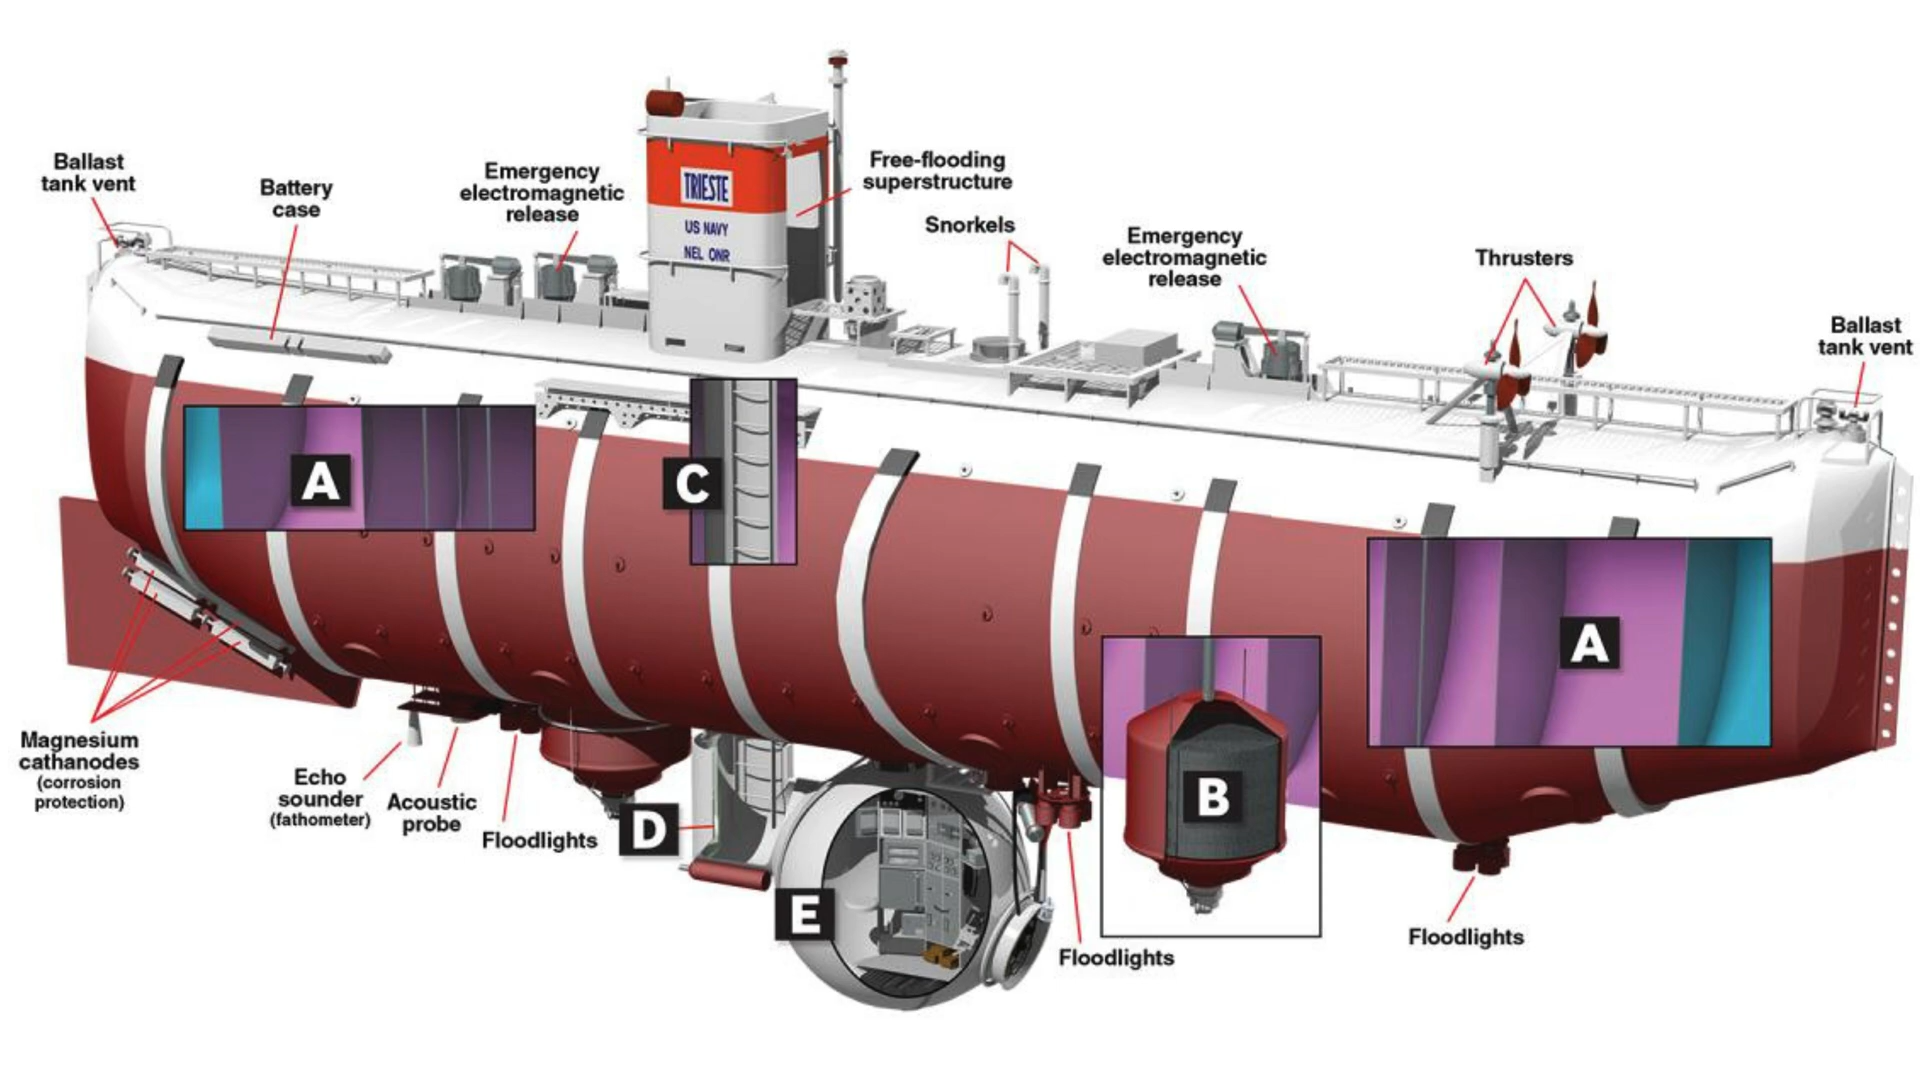 Ballast
tank vent
Battery
case
Emergency
electromagnetic
release
TRIESTE
US NAVY
NEL ONR
Free-flooding
superstructure
Snorkels
Emergency
electromagnetic
release
Thrusters
Ballast
tank vent
A
C
A
B
D
E
Magnesium
cathanodes
(corrosion
protection)
Echo
sounder
(fathometer)
Acoustic
probe
Floodlights
Floodlights
Floodlights